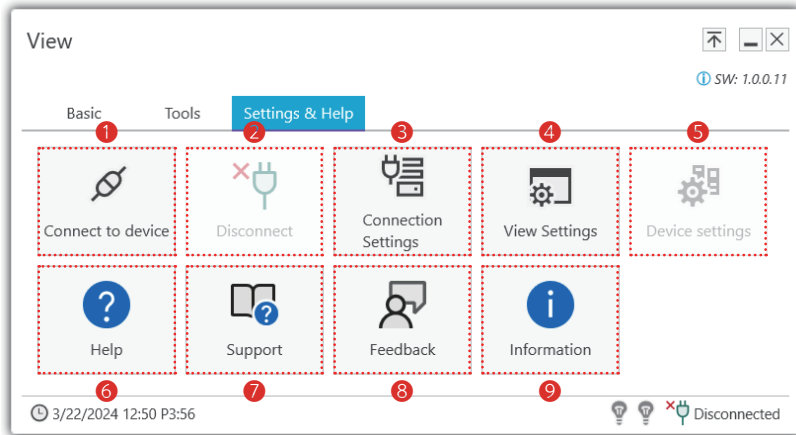 View
SW: 1.0.0.11
Basic Tools Settings & Help
1 2 3 4 5
Connect to device Disconnect Connection Settings View Settings Device settings
Help Support Feedback Information
6 7 8 9
3/22/2024 12:50 P3:56 Disconnected